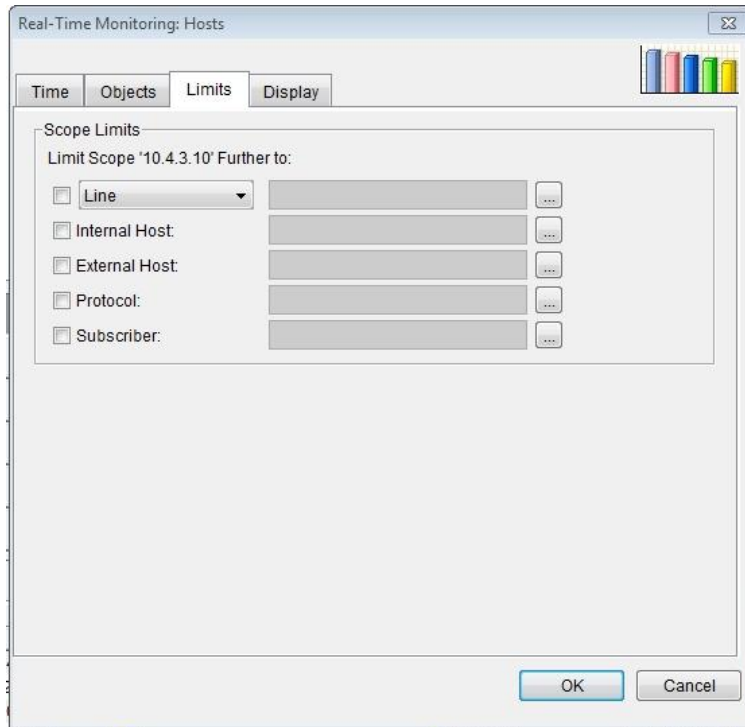 Real-Time Monitoring: Hosts
Time Objects Limits Display
Scope Limits
Limit Scope '10.4.3.10' Further to:
Line ...
Internal Host: ...
External Host: ...
Protocol: ...
Subscriber: ...
OK Cancel